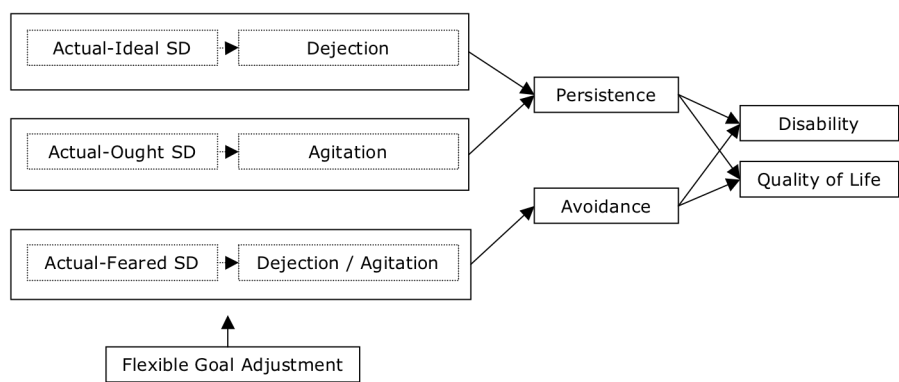 Actual-Ideal SD
Dejection
Actual-Ought SD
Agitation
Actual-Feared SD
Dejection / Agitation
Flexible Goal Adjustment
Persistence
Avoidance
Disability
Quality of Life